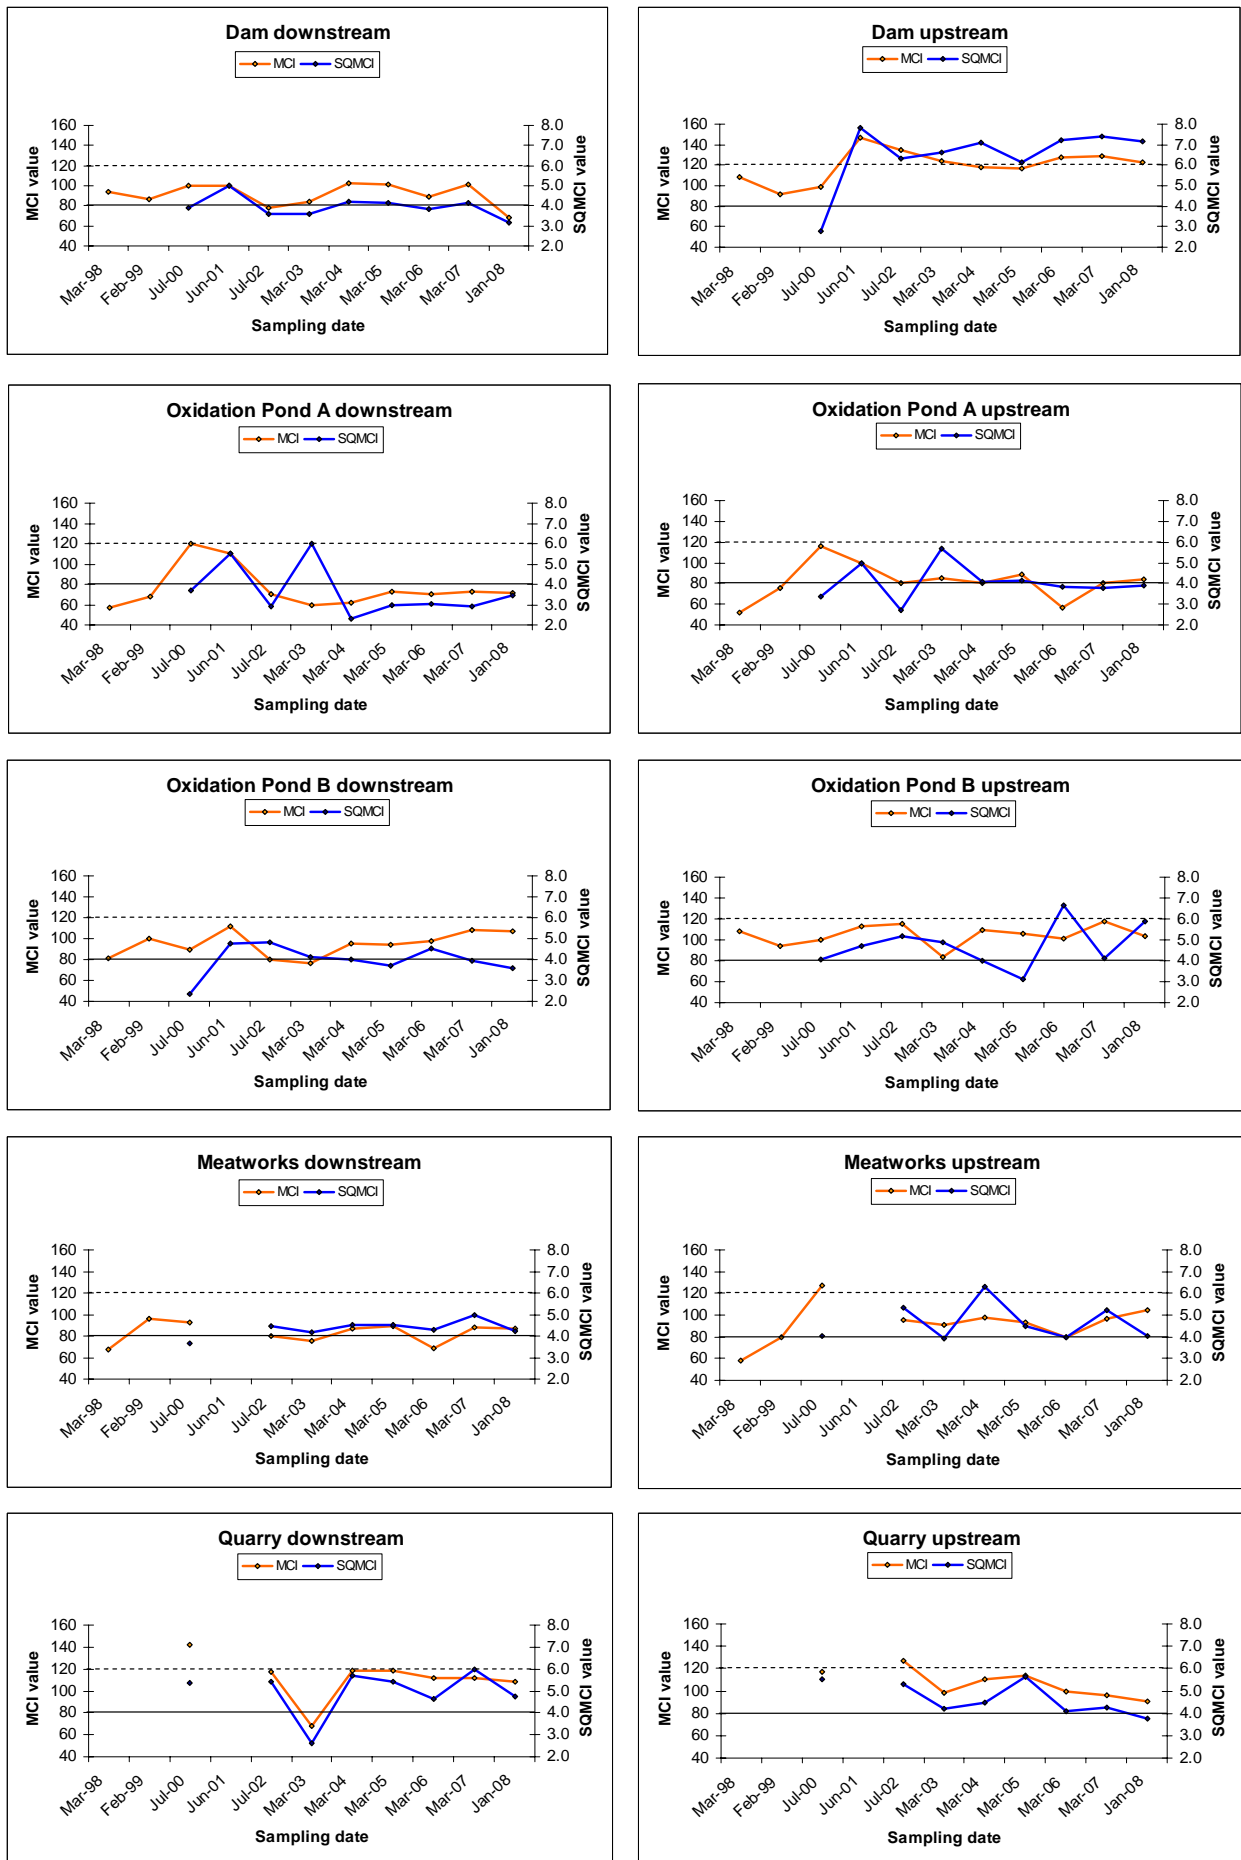 Dam downstream
MCI SQMCI
160
140
120
100
80
60
40
8.0
7.0
6.0
5.0
4.0
3.0
2.0
MCI value
SQMCI value
Mar-98 Feb-99 Jul-00 Jun-01 Jul-02 Mar-03 Mar-04 Mar-05 Mar-06 Mar-07 Jan-08
Sampling date
Dam upstream
MCI SQMCI
160
140
120
100
80
60
40
8.0
7.0
6.0
5.0
4.0
3.0
2.0
MCI value
SQMCI value
Mar-98 Feb-99 Jul-00 Jun-01 Jul-02 Mar-03 Mar-04 Mar-05 Mar-06 Mar-07 Jan-08
Sampling date
Oxidation Pond A downstream
MCI SQMCI
160
140
120
100
80
60
40
8.0
7.0
6.0
5.0
4.0
3.0
2.0
MCI value
SQMCI value
Mar-98 Feb-99 Jul-00 Jun-01 Jul-02 Mar-03 Mar-04 Mar-05 Mar-06 Mar-07 Jan-08
Sampling date
Oxidation Pond A upstream
MCI SQMCI
160
140
120
100
80
60
40
8.0
7.0
6.0
5.0
4.0
3.0
2.0
MCI value
SQMCI value
Mar-98 Feb-99 Jul-00 Jun-01 Jul-02 Mar-03 Mar-04 Mar-05 Mar-06 Mar-07 Jan-08
Sampling date
Oxidation Pond B downstream
MCI SQMCI
160
140
120
100
80
60
40
8.0
7.0
6.0
5.0
4.0
3.0
2.0
MCI value
SQMCI value
Mar-98 Feb-99 Jul-00 Jun-01 Jul-02 Mar-03 Mar-04 Mar-05 Mar-06 Mar-07 Jan-08
Sampling date
Oxidation Pond B upstream
MCI SQMCI
160
140
120
100
80
60
40
8.0
7.0
6.0
5.0
4.0
3.0
2.0
MCI value
SQMCI value
Mar-98 Feb-99 Jul-00 Jun-01 Jul-02 Mar-03 Mar-04 Mar-05 Mar-06 Mar-07 Jan-08
Sampling date
Meatworks downstream
MCI SQMCI
160
140
120
100
80
60
40
8.0
7.0
6.0
5.0
4.0
3.0
2.0
MCI value
SQMCI value
Mar-98 Feb-99 Jul-00 Jun-01 Jul-02 Mar-03 Mar-04 Mar-05 Mar-06 Mar-07 Jan-08
Sampling date
Meatworks upstream
MCI SQMCI
160
140
120
100
80
60
40
8.0
7.0
6.0
5.0
4.0
3.0
2.0
MCI value
SQMCI value
Mar-98 Feb-99 Jul-00 Jun-01 Jul-02 Mar-03 Mar-04 Mar-05 Mar-06 Mar-07 Jan-08
Sampling date
Quarry downstream
MCI SQMCI
160
140
120
100
80
60
40
8.0
7.0
6.0
5.0
4.0
3.0
2.0
MCI value
SQMCI value
Mar-98 Feb-99 Jul-00 Jun-01 Jul-02 Mar-03 Mar-04 Mar-05 Mar-06 Mar-07 Jan-08
Sampling date
Quarry upstream
MCI SQMCI
160
140
120
100
80
60
40
8.0
7.0
6.0
5.0
4.0
3.0
2.0
MCI value
SQMCI value
Mar-98 Feb-99 Jul-00 Jun-01 Jul-02 Mar-03 Mar-04 Mar-05 Mar-06 Mar-07 Jan-08
Sampling date